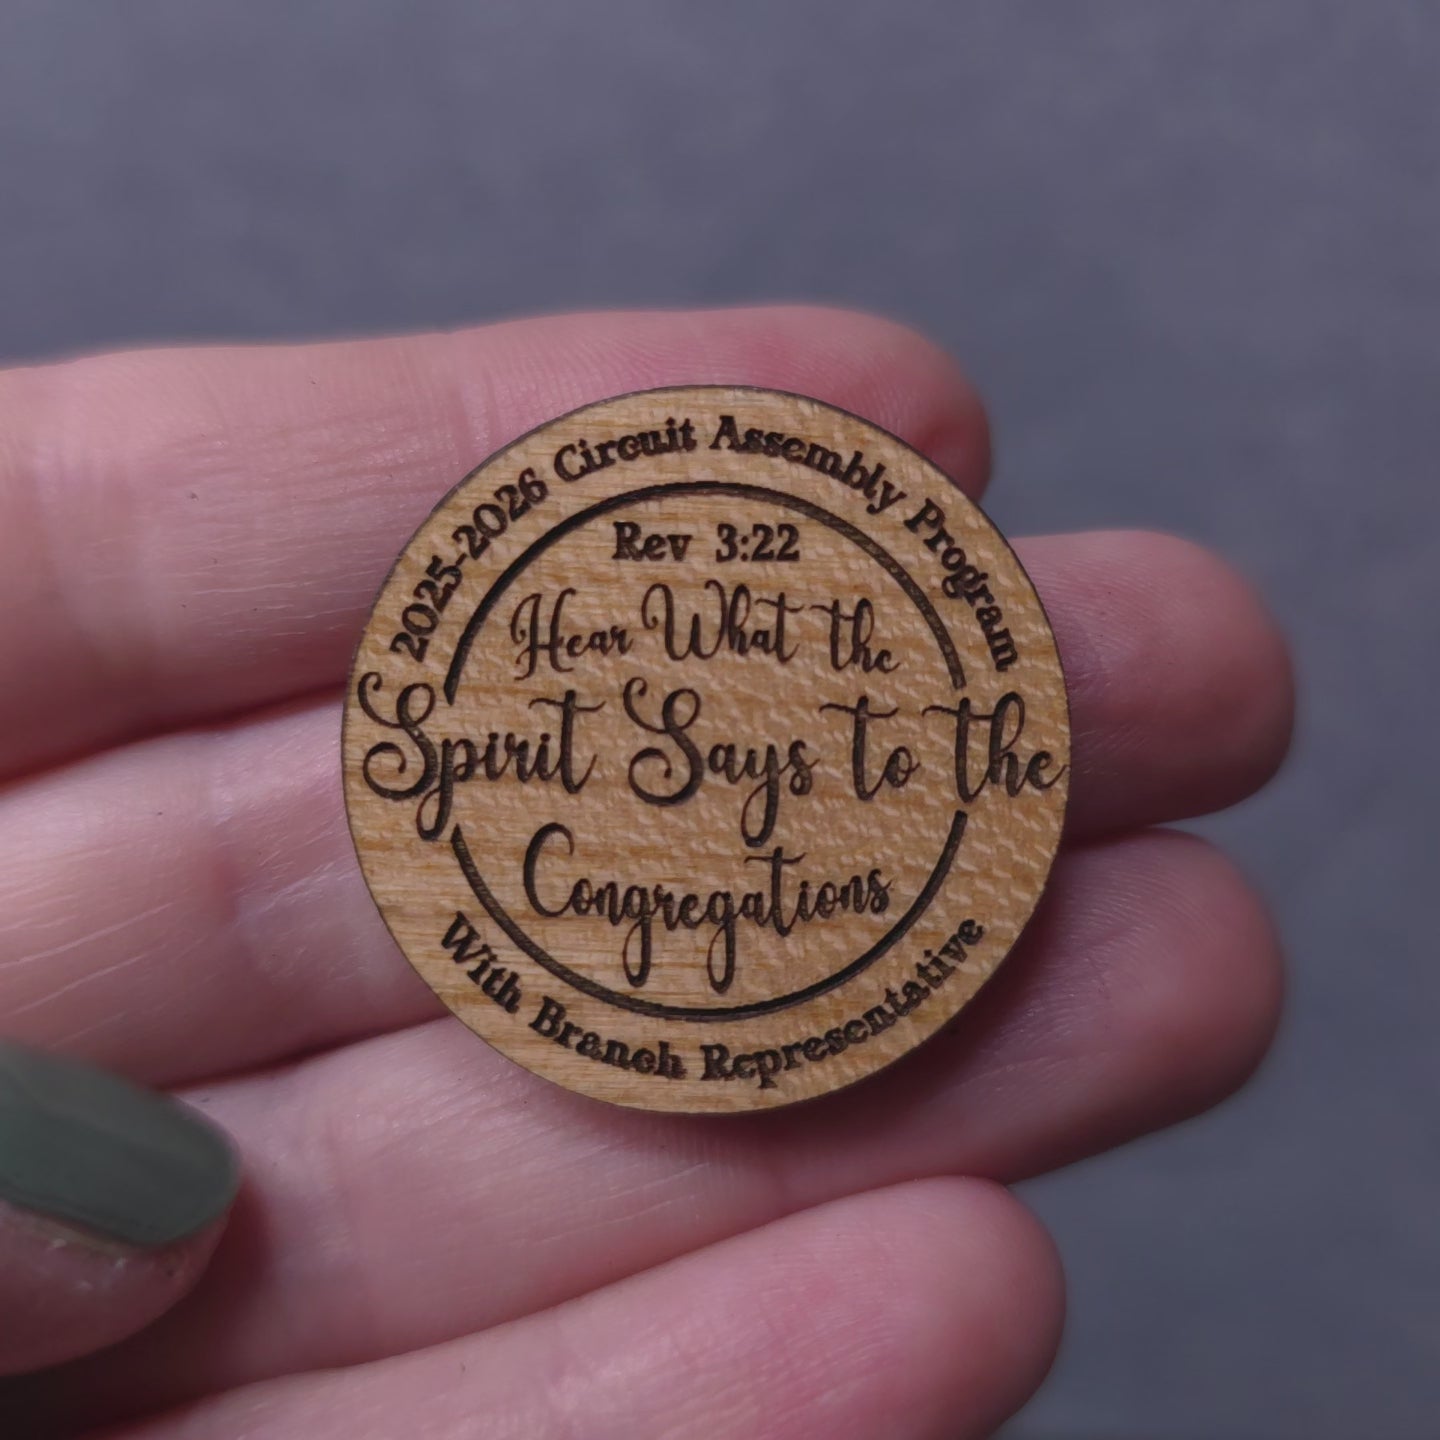 2025-2026 Circuit Assembly Program
Rev 3:22
Hear What the
Spirit Says to the
Congregations
With Branch Representative